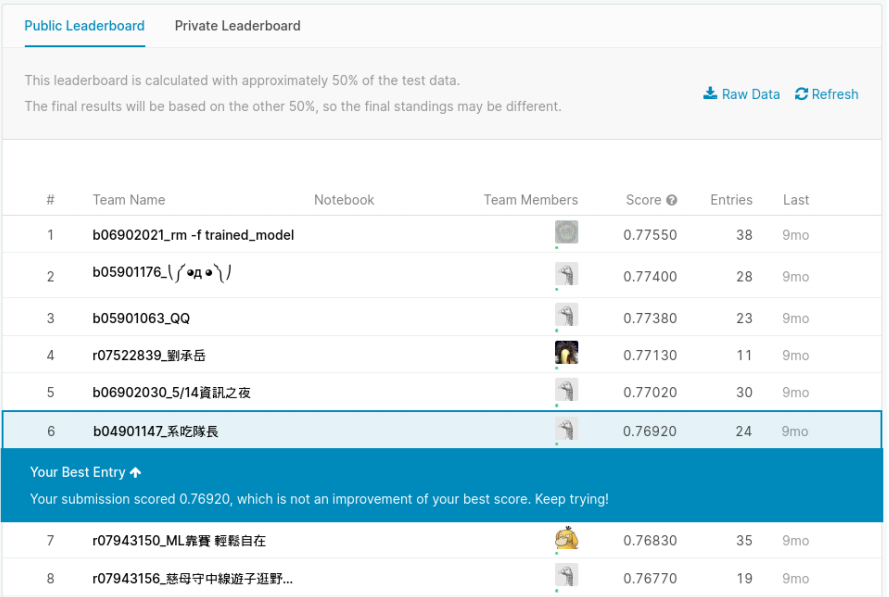 Public Leaderboard Private Leaderboard
This leaderboard is calculated with approximately 50% of the test data.
The final results will be based on the other 50%, so the final standings may be different.
Raw Data Refresh
# Team Name Notebook Team Members Score Entries Last
1 b06902021_rm -f trained_model 0.77550 38 9mo
2 b05901176_⎝༼ ◕д ◕ ༽⎠ 0.77400 28 9mo
3 b05901063_QQ 0.77380 23 9mo
4 r07522839_劉承岳 0.77130 11 9mo
5 b06902030_5/14資訊之夜 0.77020 30 9mo
6 b04901147_系吃隊長 0.76920 24 9mo
Your Best Entry
Your submission scored 0.76920, which is not an improvement of your best score. Keep trying!
7 r07943150_ML靠賽 輕鬆自在 0.76830 35 9mo
8 r07943156_慈母守中線遊子逛野... 0.76770 19 9mo